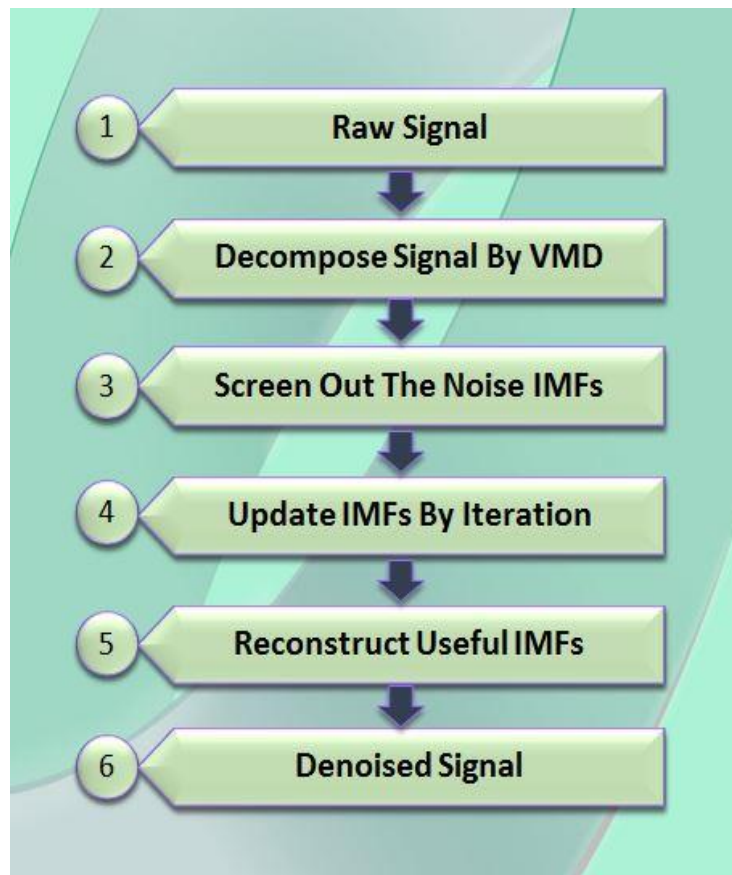 1 Raw Signal
2 Decompose Signal By VMD
3 Screen Out The Noise IMFs
4 Update IMFs By Iteration
5 Reconstruct Useful IMFs
6 Denoised Signal